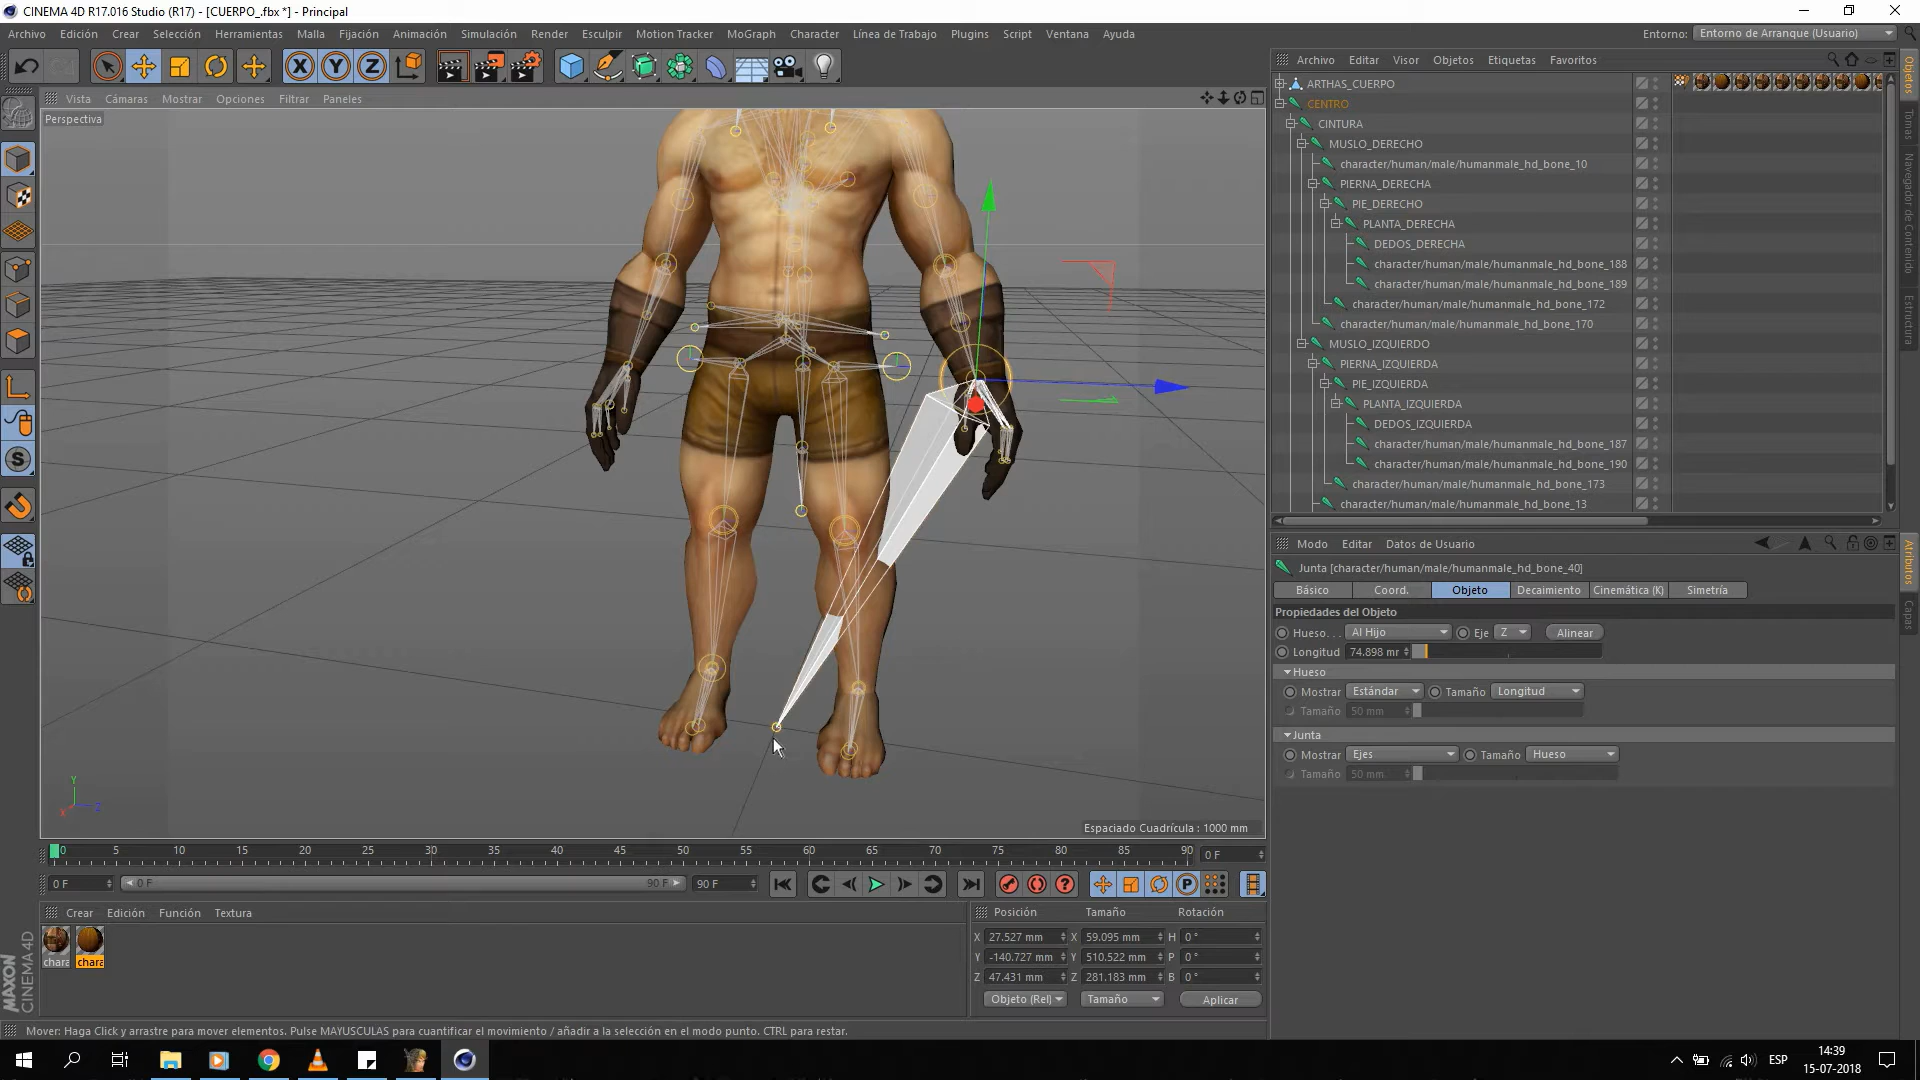 CINEMA 4D R17.016 Studio (R17) - [CUERPO_.fbx *] - Principal
Archivo Edición Crear Selección Herramientas Malla Fijación Animación Simulación Render Esculpir Motion Tracker MoGraph Character Línea de Trabajo Plugins Script Ventana Ayuda
Entorno: Entorno de Arranque (Usuario)
Vista Cámaras Mostrar Opciones Filtrar Paneles
Perspectiva
Archivo Editar Visor Objetos Etiquetas Favoritos
ARTHAS_CUERPO
CENTRO
CINTURA
MUSLO_DERECHO
character/human/male/humanmale_hd_bone_10
PIERNA_DERECHA
PIE_DERECHO
PLANTA_DERECHA
DEDOS_DERECHA
character/human/male/humanmale_hd_bone_188
character/human/male/humanmale_hd_bone_189
character/human/male/humanmale_hd_bone_172
character/human/male/humanmale_hd_bone_170
MUSLO_IZQUIERDO
PIERNA_IZQUIERDA
PIE_IZQUIERDA
PLANTA_IZQUIERDA
DEDOS_IZQUIERDA
character/human/male/humanmale_hd_bone_187
character/human/male/humanmale_hd_bone_190
character/human/male/humanmale_hd_bone_173
character/human/male/humanmale_hd_bone_13
Objetos
Tomas
Navegador de Contenido
Estructura
Modo Editar Datos de Usuario
Junta [character/human/male/humanmale_hd_bone_40]
Básico Coord. Objeto Decaimiento Cinemática (K) Simetría
Propiedades del Objeto
Hueso. . . Al Hijo Eje Z Alinear
Longitud 74.898 mr
Hueso
Mostrar Estándar Tamaño Longitud
Tamaño 50 mm
Junta
Mostrar Ejes Tamaño Hueso
Tamaño 50 mm
Atributos
Capas
Y
X Z
Espaciado Cuadrícula : 1000 mm
0 5 10 15 20 25 30 35 40 45 50 55 60 65 70 75 80 85 90 0 F
0 F 0 F 90 F 90 F
Crear Edición Función Textura
chara chara
Posición Tamaño Rotación
X 27.527 mm X 59.095 mm H 0 °
Y -140.727 mm Y 510.522 mm P 0 °
Z 47.431 mm Z 281.183 mm B 0 °
Objeto (Rel) Tamaño Aplicar
MAXON CINEMA 4D
Mover: Haga Click y arrastre para mover elementos. Pulse MAYUSCULAS para cuantificar el movimiento / añadir a la selección en el modo punto. CTRL para restar.
ESP
14:39
15-07-2018